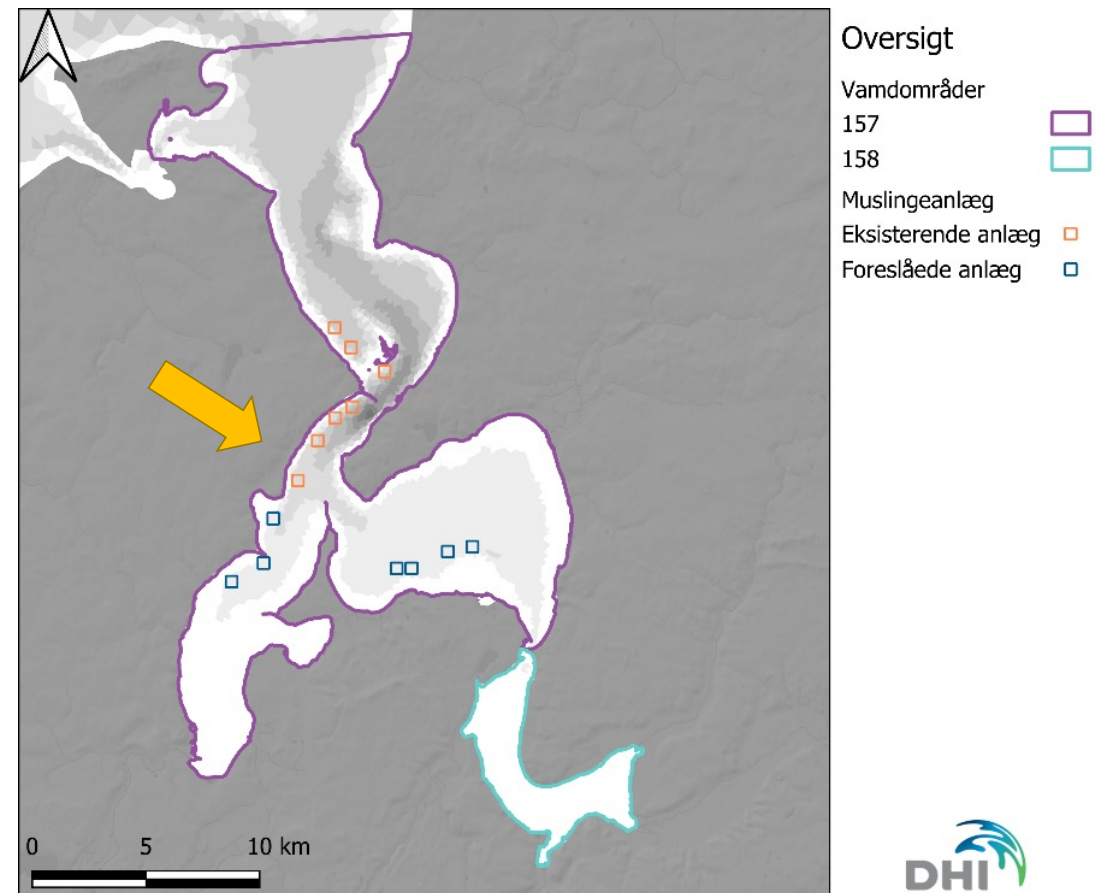 Oversigt
Vamdområder
157
158
Muslingeanlæg
Eksisterende anlæg
Foreslåede anlæg
0 5 10 km
DHI